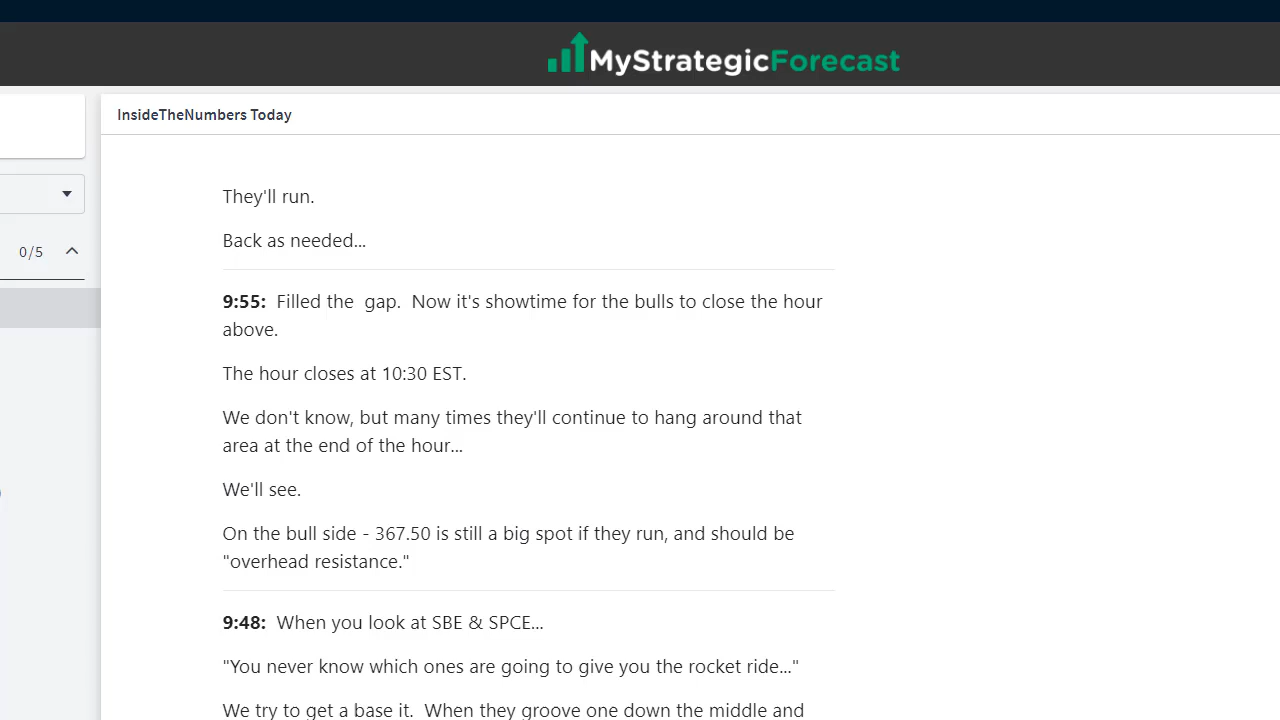 MyStrategicForecast
InsideTheNumbers Today
0/5
They'll run.
Back as needed...
9:55:  Filled the  gap.  Now it's showtime for the bulls to close the hour
above.
The hour closes at 10:30 EST.
We don't know, but many times they'll continue to hang around that
area at the end of the hour...
We'll see.
On the bull side - 367.50 is still a big spot if they run, and should be
"overhead resistance."
9:48:  When you look at SBE & SPCE...
"You never know which ones are going to give you the rocket ride..."
We try to get a base it.  When they groove one down the middle and